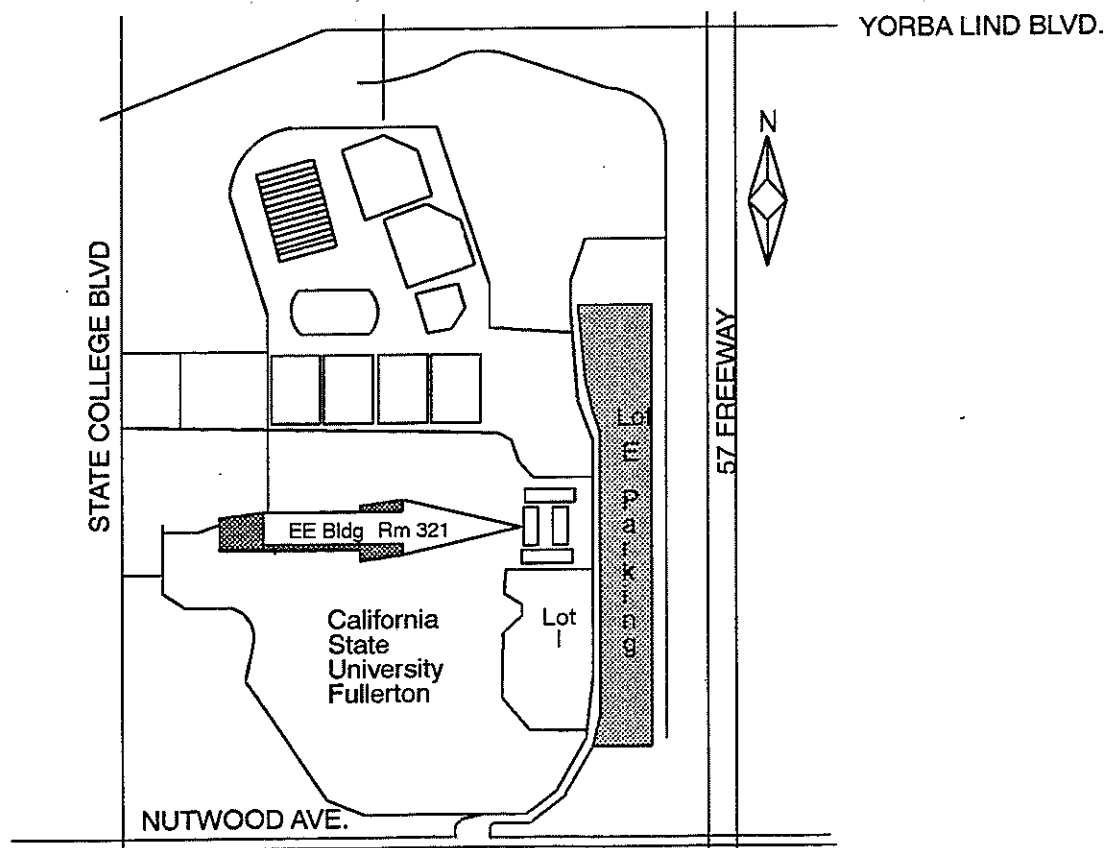 YORBA LIND BLVD.
N
STATE COLLEGE BLVD
57 FREEWAY
Lot E Parking
EE Bldg Rm 321
California
State
University
Fullerton
Lot
I
NUTWOOD AVE.